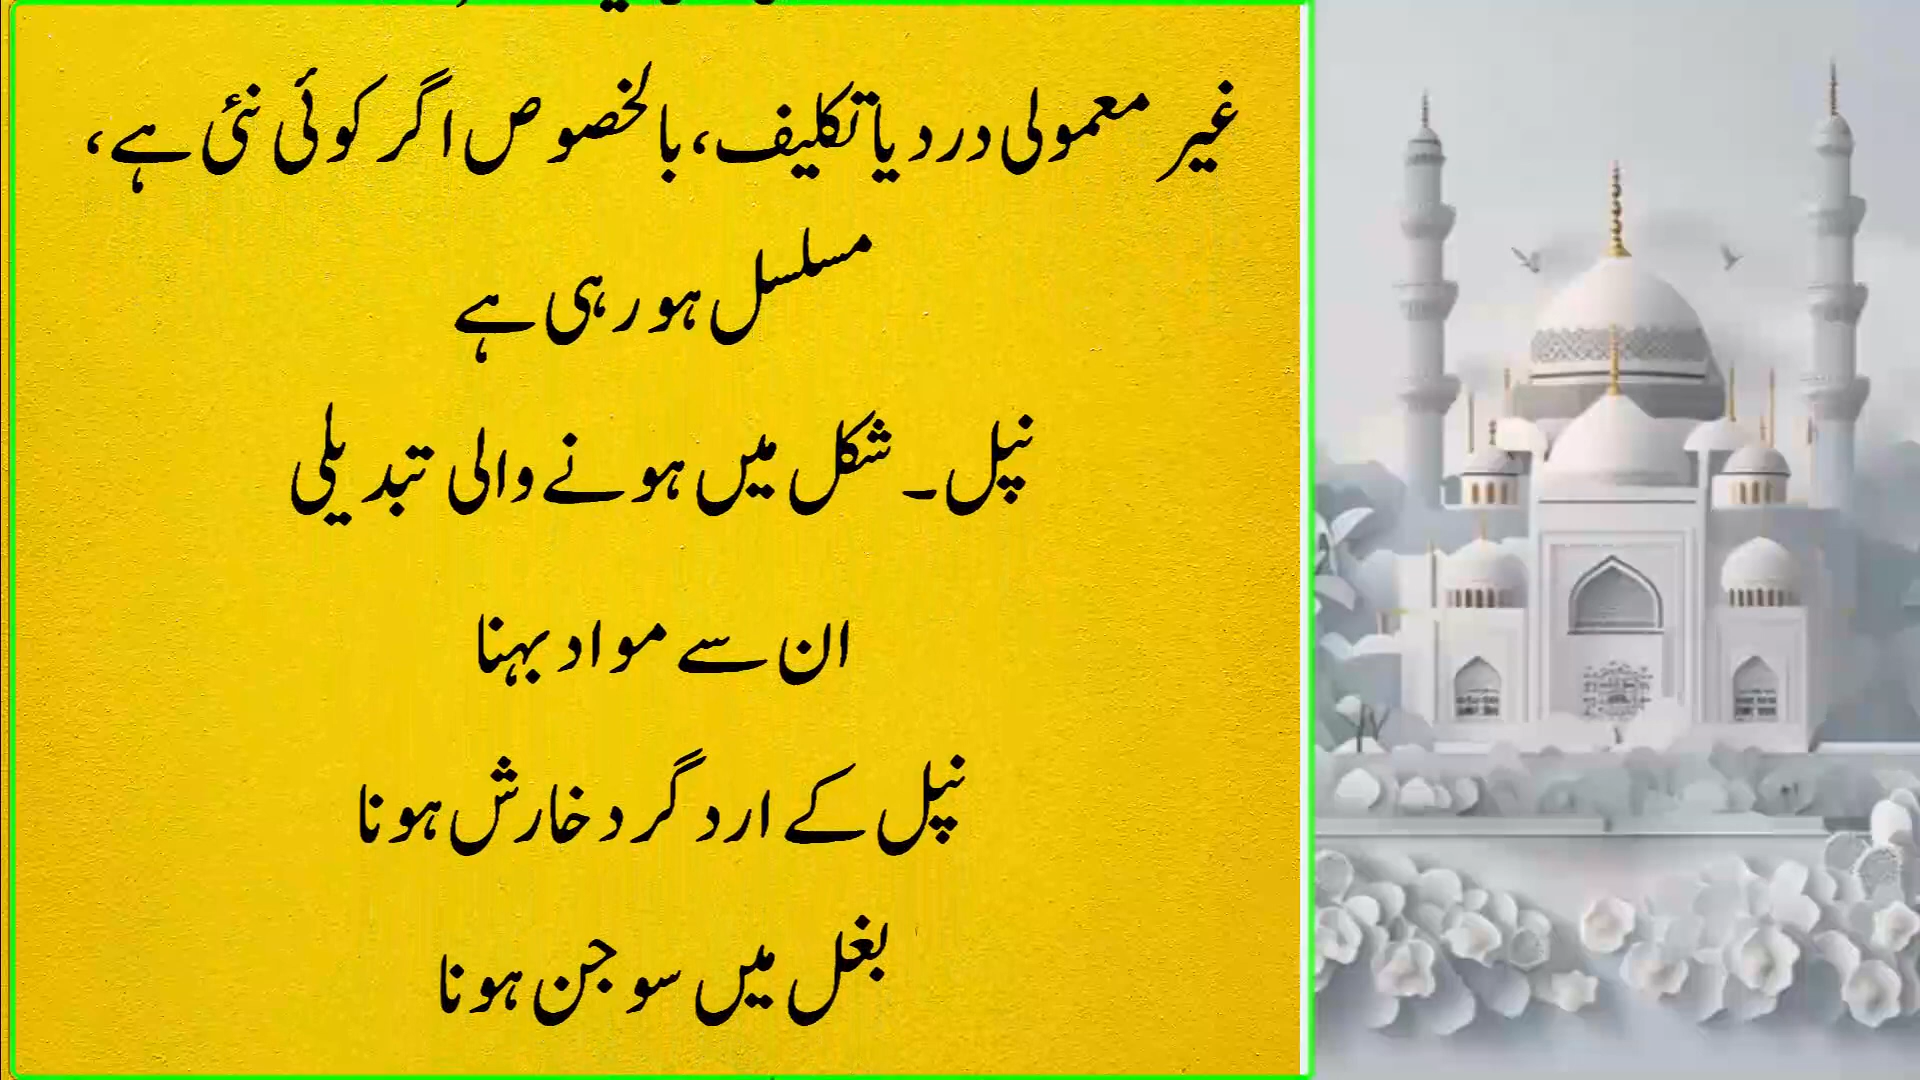 غیر معمولی درد یا تکلیف، بالخصوص اگر کوئی نئی ہے،
مسلسل ہو رہی ہے
نپل۔ شکل میں ہونے والی تبدیلی
ان سے مواد بہنا
نپل کے ارد گرد خارش ہونا
بغل میں سوجن ہونا